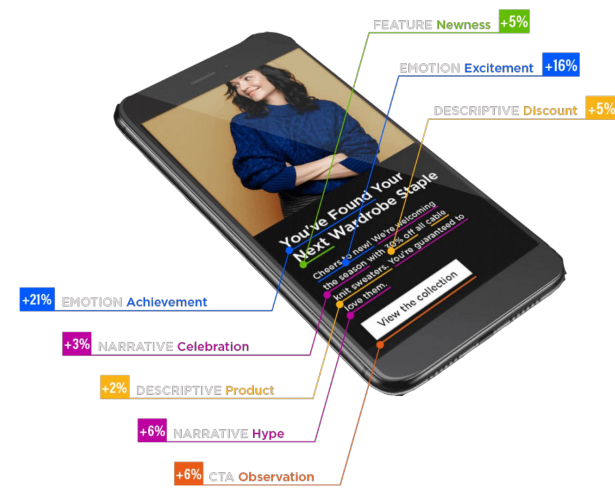 FEATURE Newness +5%
EMOTION Excitement +16%
DESCRIPTIVE Discount +5%
You've Found Your
Next Wardrobe Staple
Cheers to new! We're welcoming
the season with 30% off all cable
knit sweaters. You're guaranteed to
love them.
View the collection
+21% EMOTION Achievement
+3% NARRATIVE Celebration
+2% DESCRIPTIVE Product
+6% NARRATIVE Hype
+6% CTA Observation